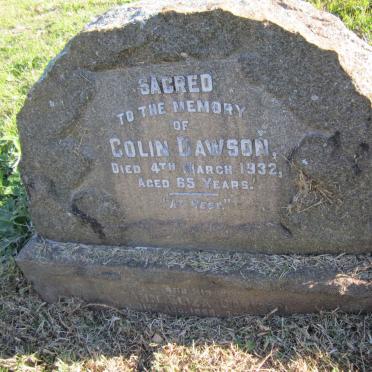 SACRED
TO THE MEMORY
OF
COLIN DAWSON,
DIED 4TH MARCH 1932,
AGED 65 YEARS.
"AT REST"